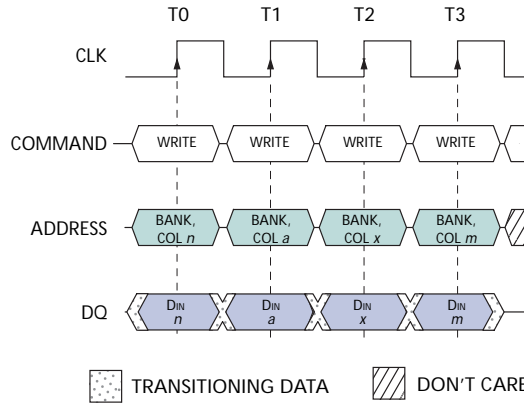 T0 T1 T2 T3
CLK
COMMAND WRITE WRITE WRITE WRITE
ADDRESS BANK, COL n BANK, COL a BANK, COL x BANK, COL m
DQ DIN n DIN a DIN x DIN m
TRANSITIONING DATA DON'T CARE